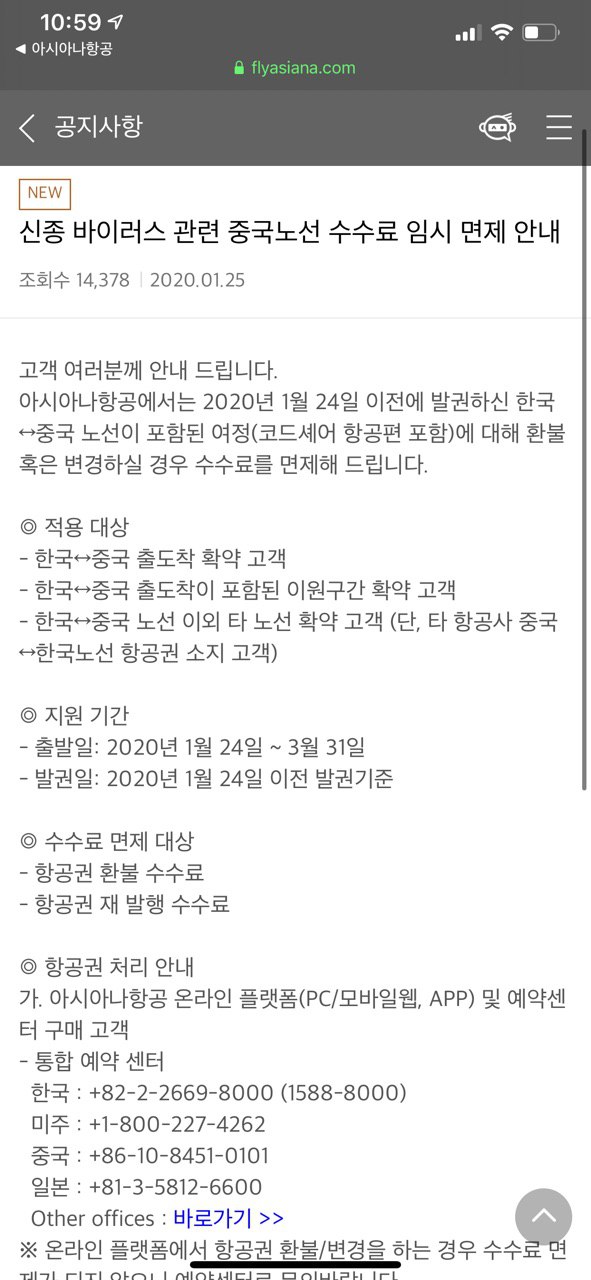 10:59
◀ 아시아나항공
flyasiana.com
공지사항
NEW
신종 바이러스 관련 중국노선 수수료 임시 면제 안내
조회수 14,378 | 2020.01.25
고객 여러분께 안내 드립니다.
아시아나항공에서는 2020년 1월 24일 이전에 발권하신 한국
↔중국 노선이 포함된 여정(코드셰어 항공편 포함)에 대해 환불
혹은 변경하실 경우 수수료를 면제해 드립니다.
◎ 적용 대상
- 한국↔중국 출도착 확약 고객
- 한국↔중국 출도착이 포함된 이원구간 확약 고객
- 한국↔중국 노선 이외 타 노선 확약 고객 (단, 타 항공사 중국
↔한국노선 항공권 소지 고객)
◎ 지원 기간
- 출발일: 2020년 1월 24일 ~ 3월 31일
- 발권일: 2020년 1월 24일 이전 발권기준
◎ 수수료 면제 대상
- 항공권 환불 수수료
- 항공권 재 발행 수수료
◎ 항공권 처리 안내
가. 아시아나항공 온라인 플랫폼(PC/모바일웹, APP) 및 예약센
터 구매 고객
- 통합 예약 센터
한국 : +82-2-2669-8000 (1588-8000)
미주 : +1-800-227-4262
중국 : +86-10-8451-0101
일본 : +81-3-5812-6600
Other offices : 바로가기 >>
※ 온라인 플랫폼에서 항공권 환불/변경을 하는 경우 수수료 면
제가 되지 않으니 예약센터로 문의바랍니다